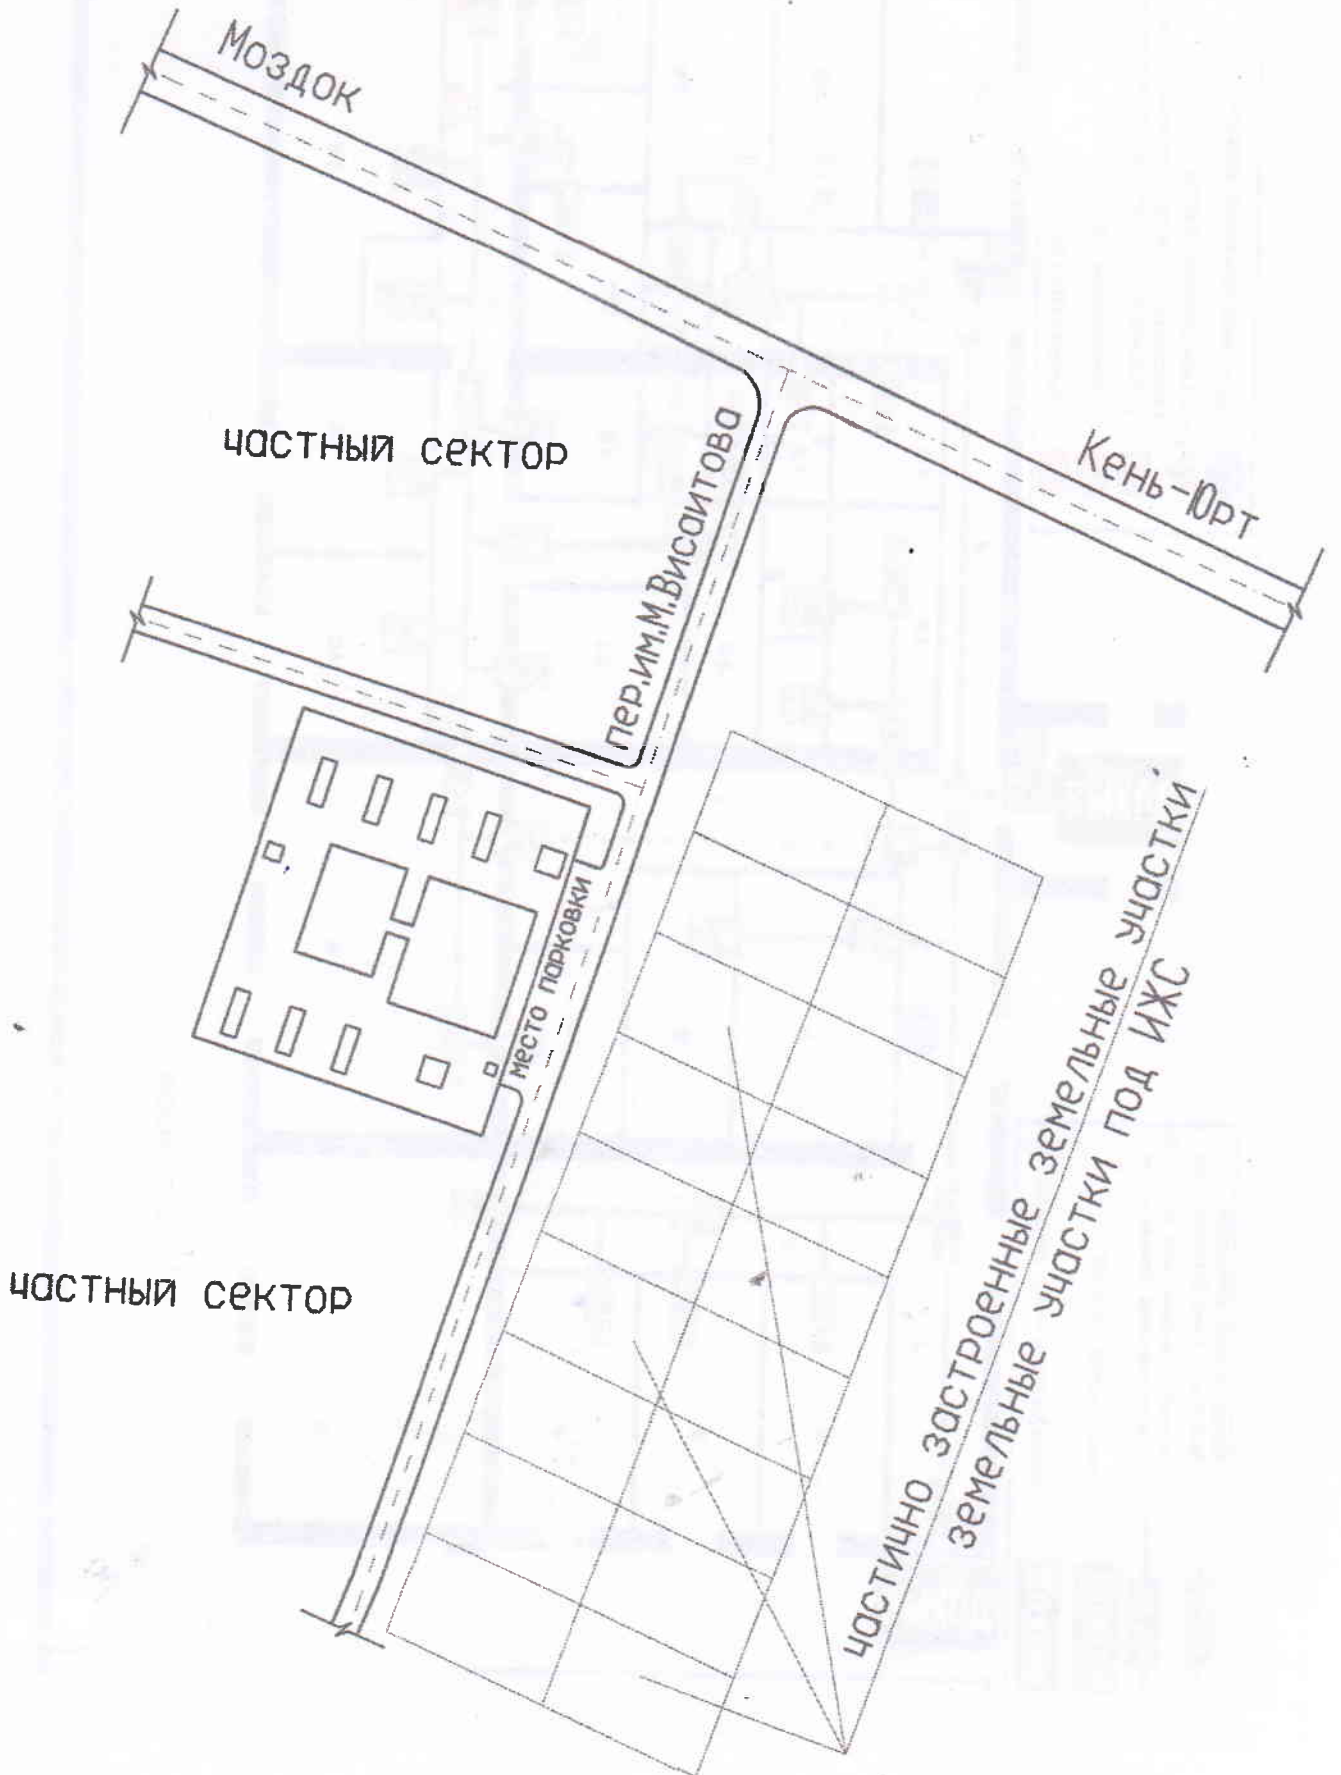 Моздок
частный сектор
пер.им.М.Висаитова
Кень-Юрт
место парковки
частный сектор
частично застроенные земельные участки
земельные участки под ИЖС